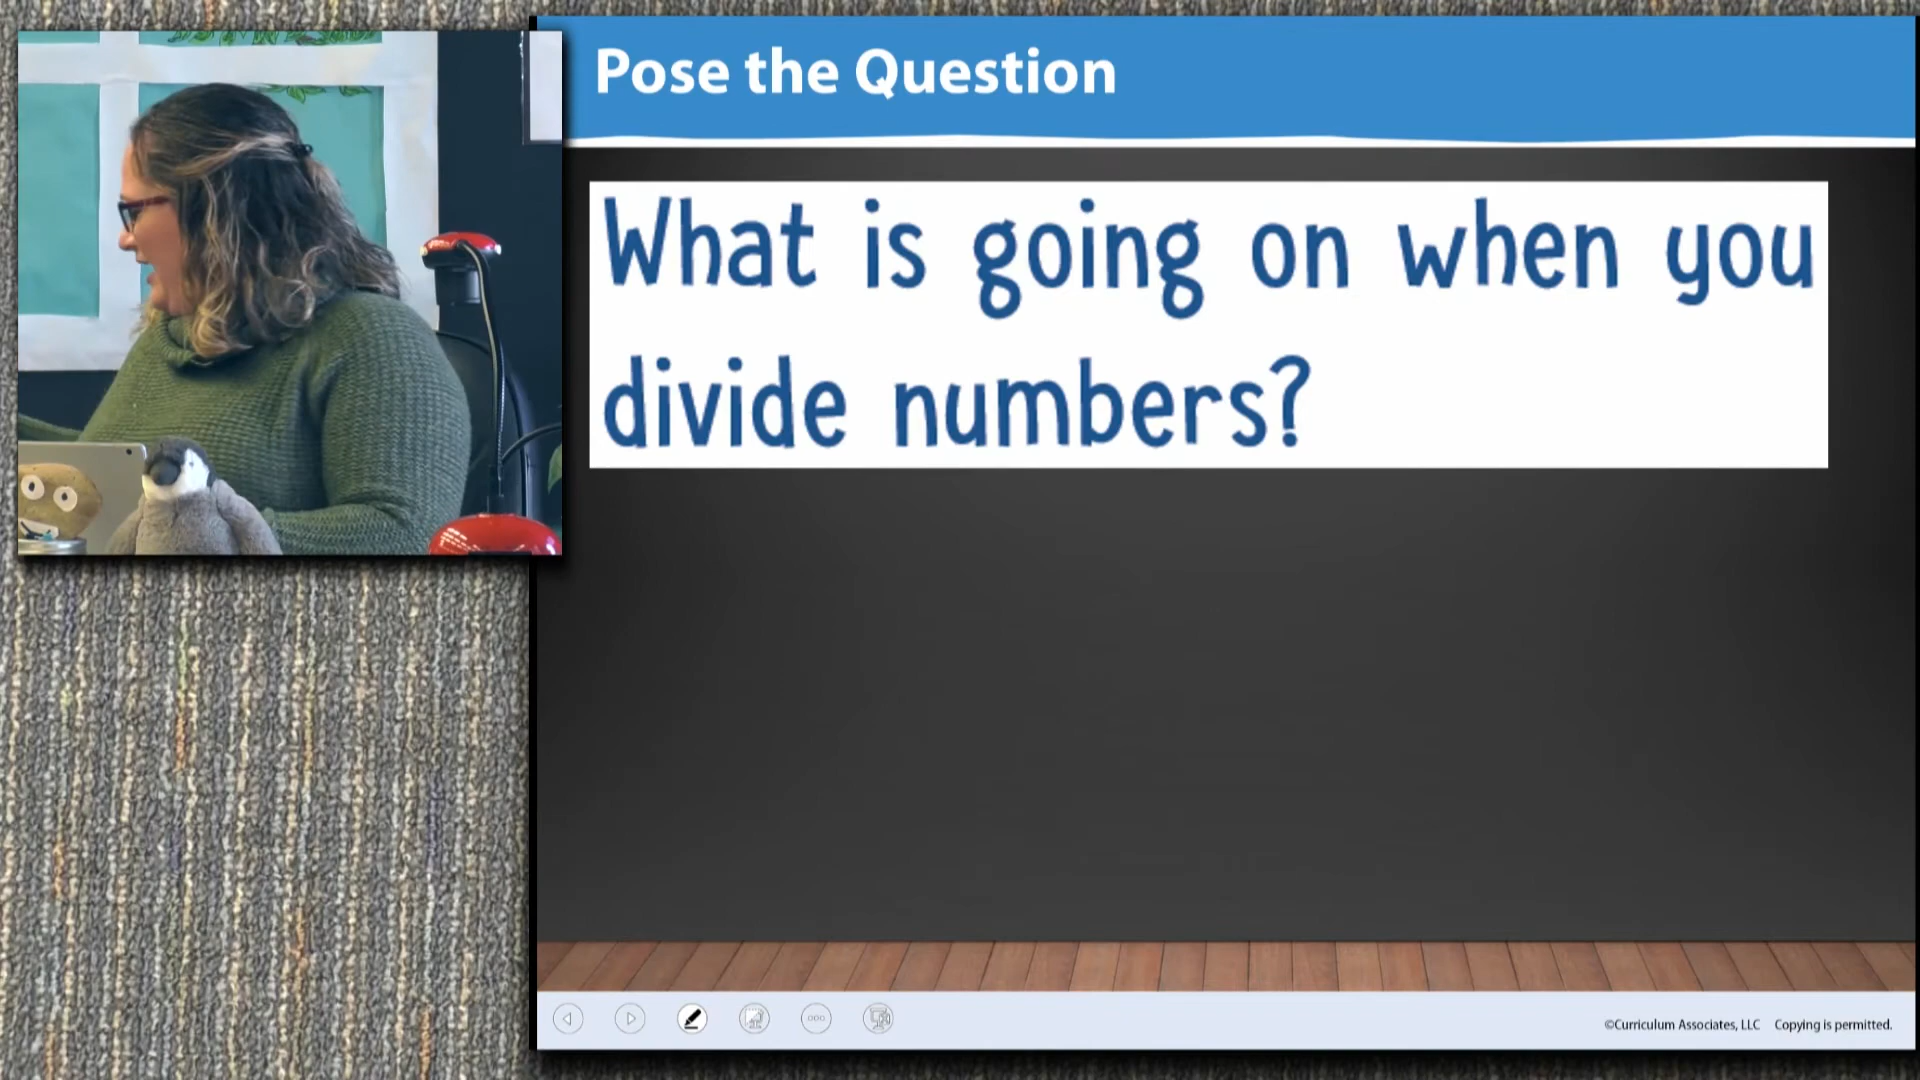 Pose the Question
What is going on when you
divide numbers?
©Curriculum Associates, LLC Copying is permitted.